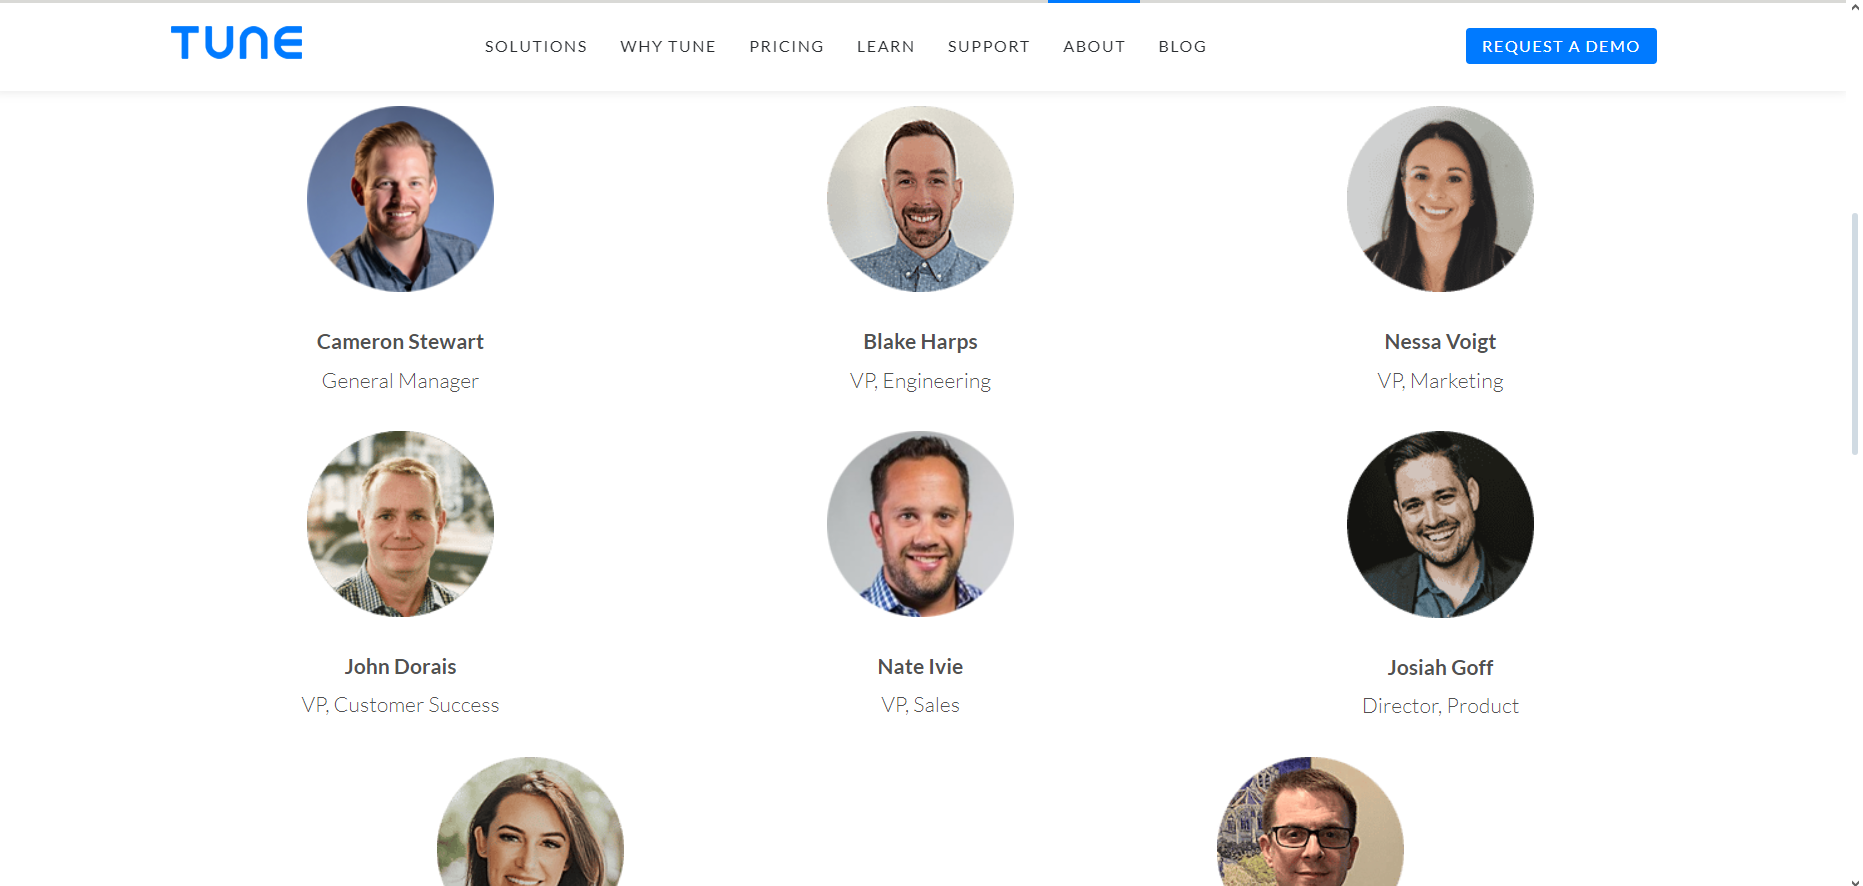 TUNE
SOLUTIONS WHY TUNE PRICING LEARN SUPPORT ABOUT BLOG
REQUEST A DEMO
Cameron Stewart
General Manager
Blake Harps
VP, Engineering
Nessa Voigt
VP, Marketing
John Dorais
VP, Customer Success
Nate Ivie
VP, Sales
Josiah Goff
Director, Product